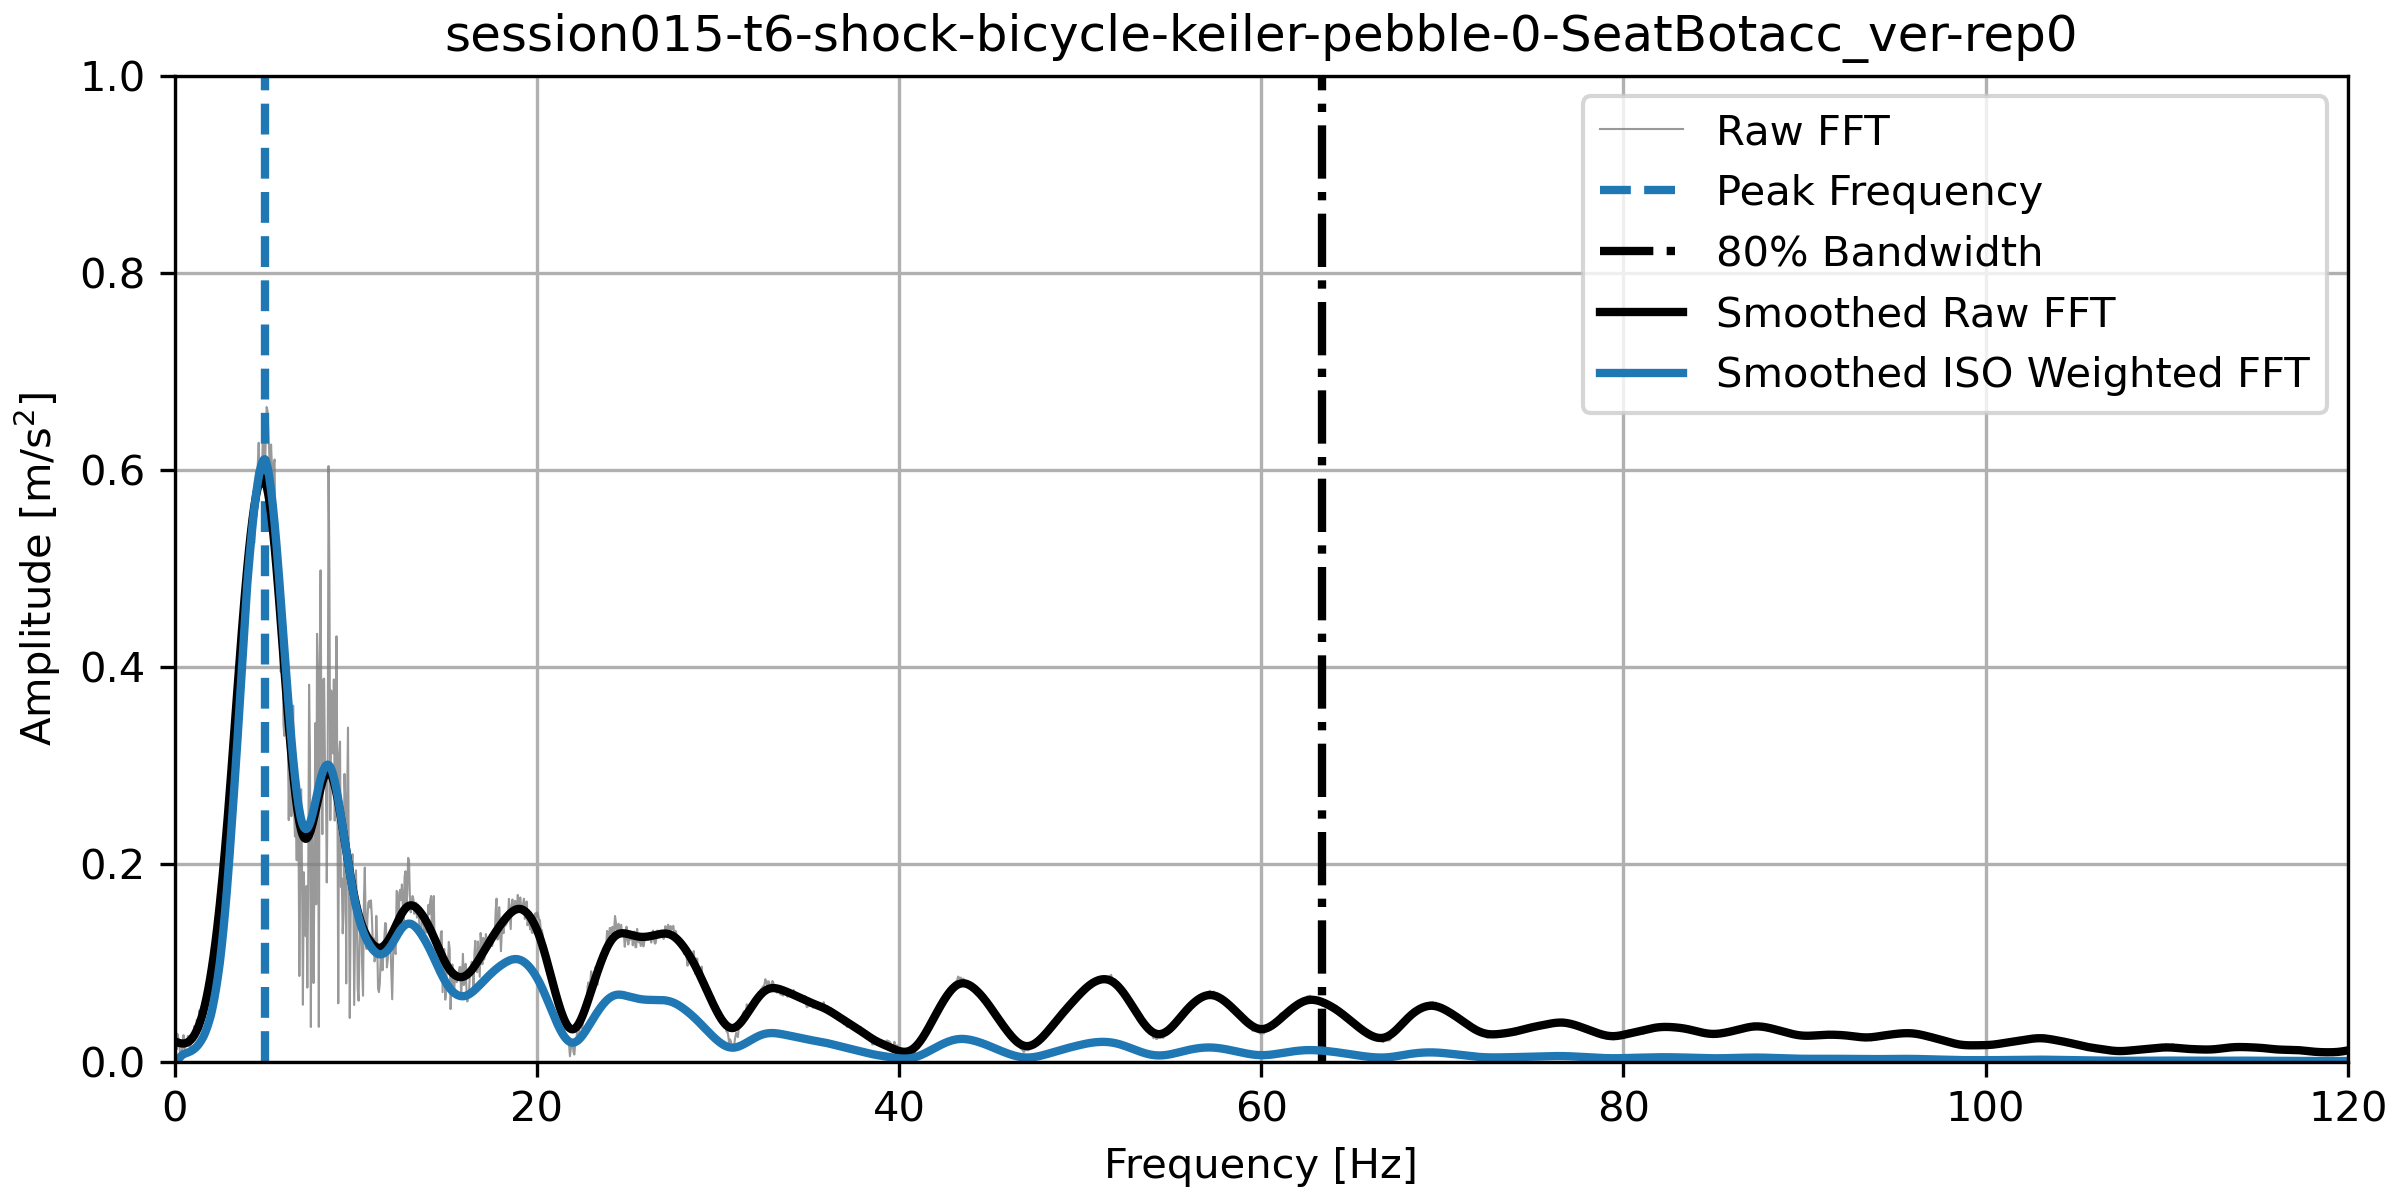 session015-t6-shock-bicycle-keiler-pebble-0-SeatBotacc_ver-rep0
1.0
0.8
0.6
0.4
0.2
0.0
Amplitude [m/s²]
Raw FFT
Peak Frequency
80% Bandwidth
Smoothed Raw FFT
Smoothed ISO Weighted FFT
0 20 40 60 80 100 120
Frequency [Hz]